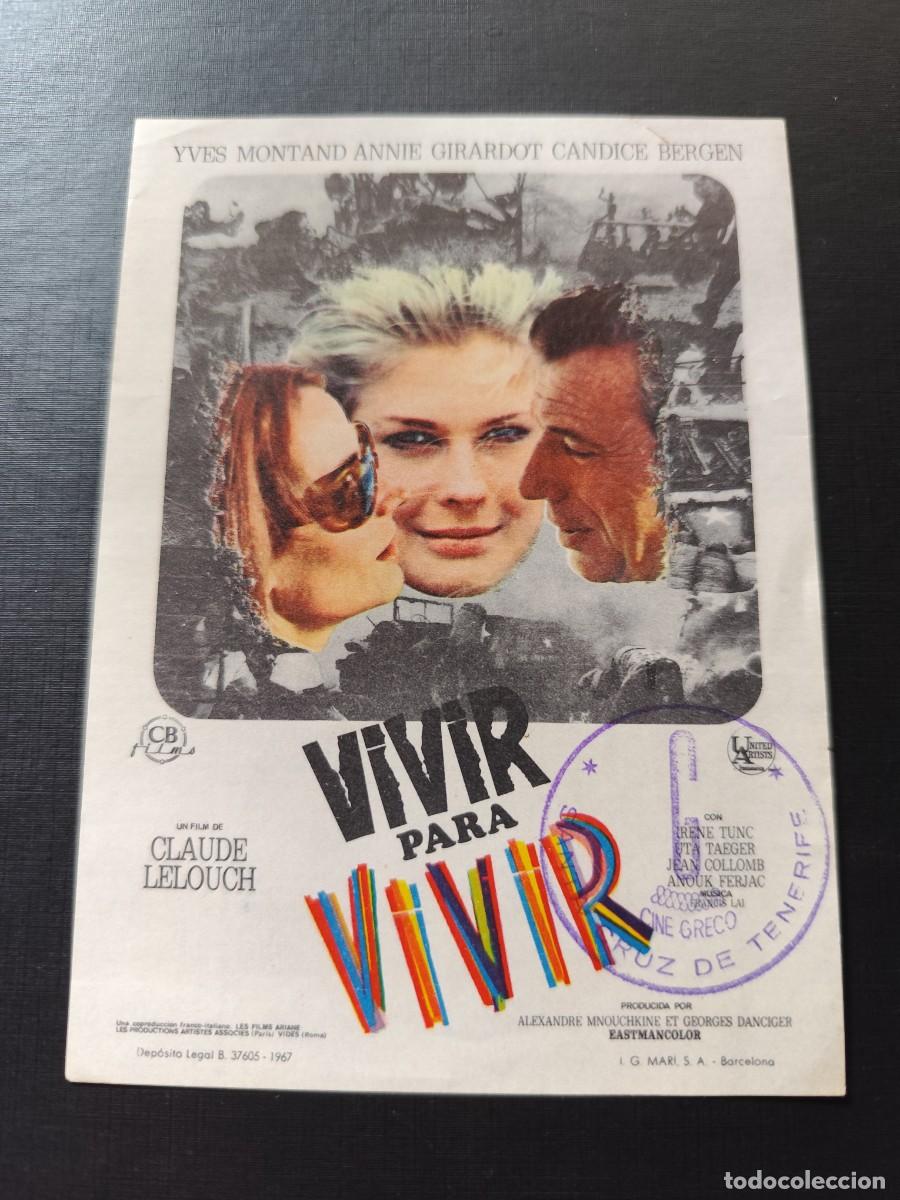 YVES MONTAND ANNIE GIRARDOT CANDICE BERGEN
CB
films
UNITED
ARTISTS
VIVIR
PARA
VIVIR
UN FILM DE
CLAUDE
LELOUCH
CON
IRENE TUNC
UTA TAEGER
JEAN COLLOMB
ANOUK FERJAC
MUSICA
FRANCIS LAI
CINE GRECO
SANTA CRUZ DE TENERIFE
PRODUCIDA POR
ALEXANDRE MNOUCHKINE ET GEORGES DANCIGER
EASTMANCOLOR
Una coproduccion franco-italiana: LES FILMS ARIANE
LES PRODUCTIONS ARTISTES ASSOCIES (Paris) VIDES (Roma)
Depósito Legal B. 37605 - 1967
I. G. MARI, S. A. - Barcelona
todocoleccion